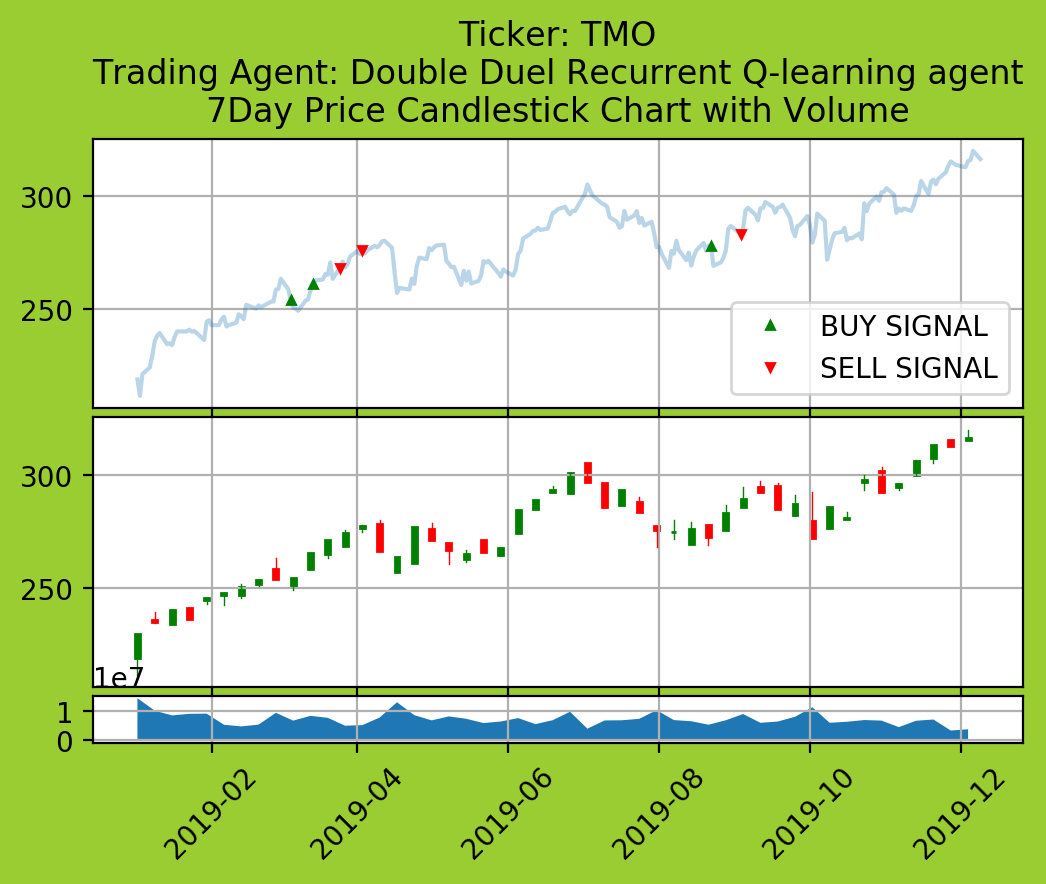 Ticker: TMO
Trading Agent: Double Duel Recurrent Q-learning agent
7Day Price Candlestick Chart with Volume
300
250
BUY SIGNAL
SELL SIGNAL
300
250
1e7
1
0
2019-02
2019-04
2019-06
2019-08
2019-10
2019-12